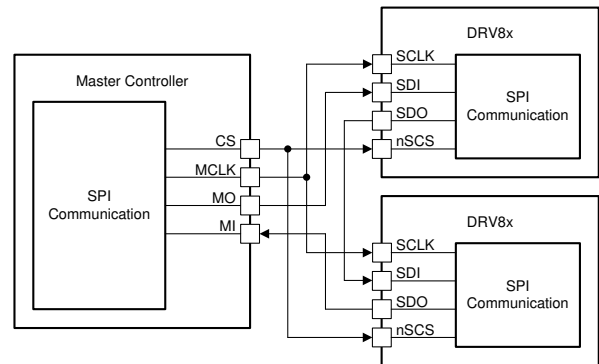 Master Controller
SPI
Communication
CS
MCLK
MO
MI
DRV8x
SCLK
SDI
SDO
nSCS
SPI
Communication
DRV8x
SCLK
SDI
SDO
nSCS
SPI
Communication